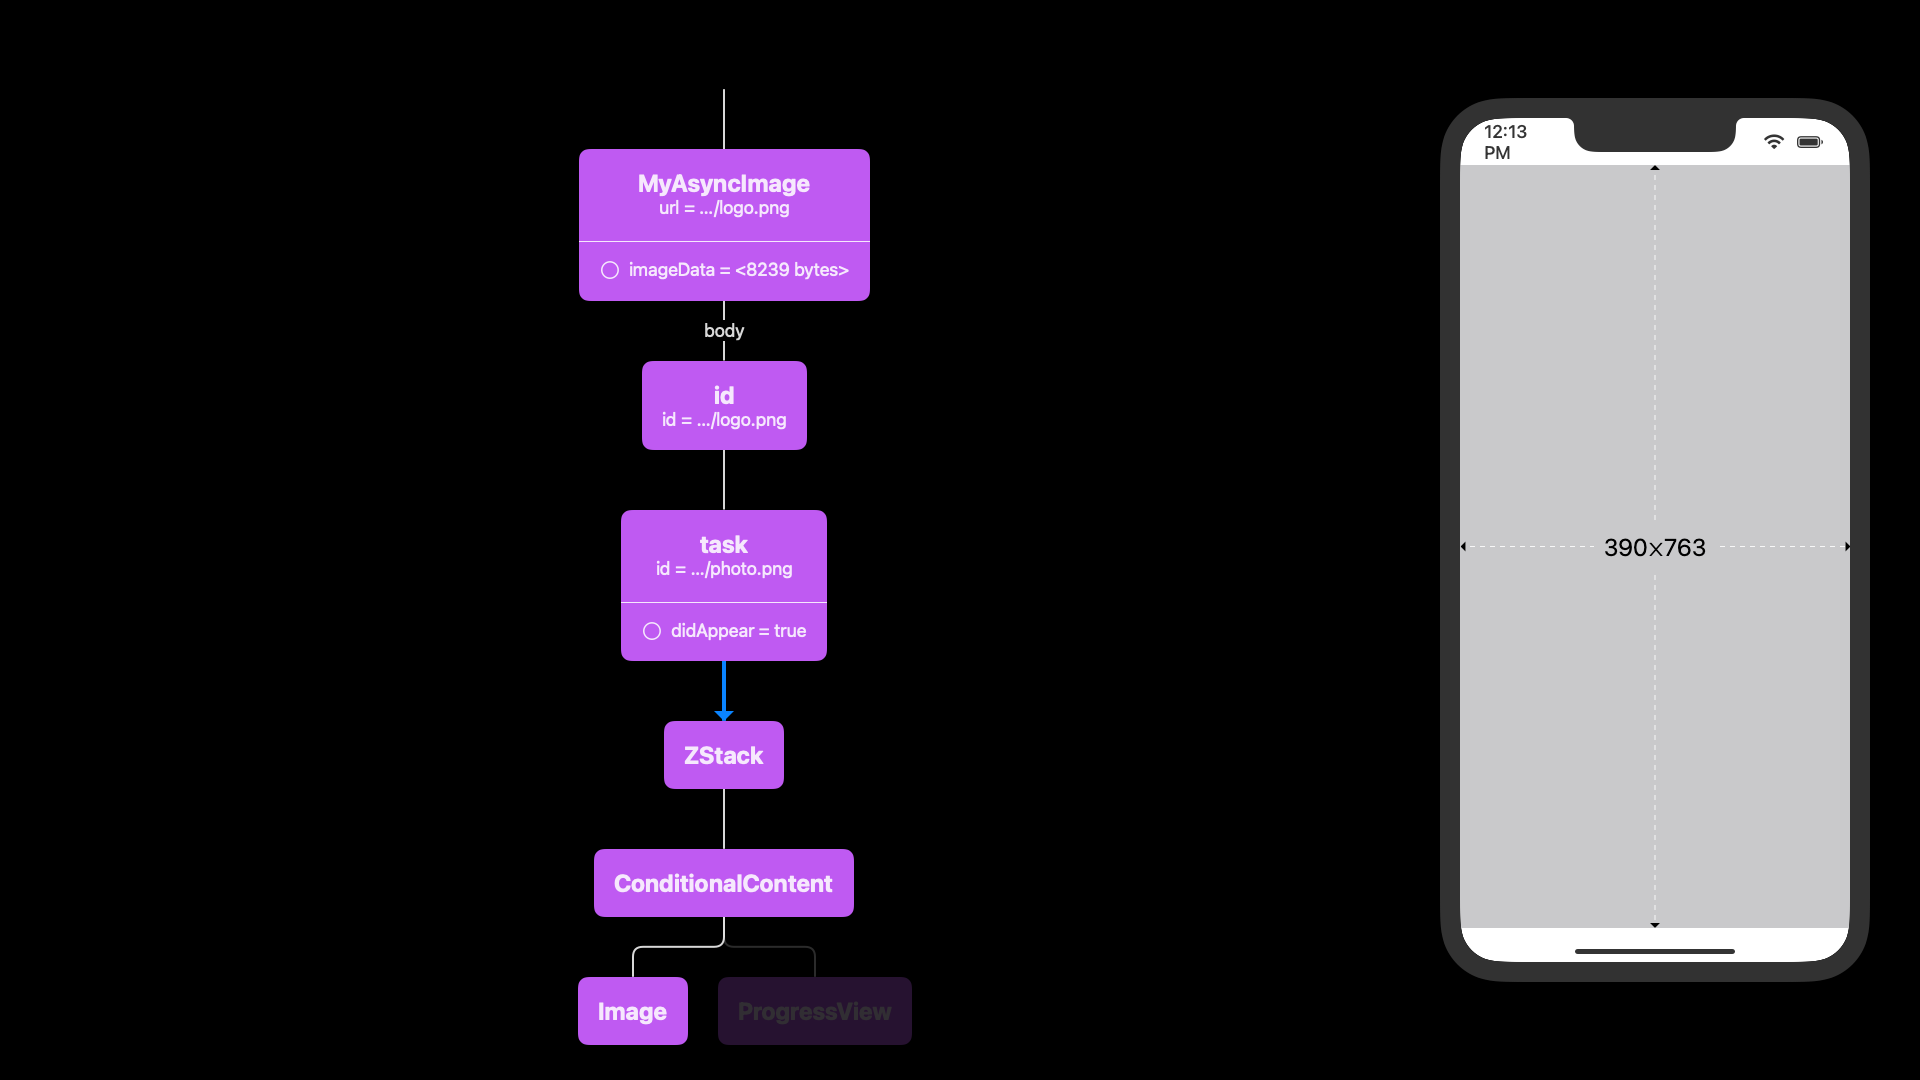 MyAsyncImage
url = .../logo.png
imageData = <8239 bytes>
body
id
id = .../logo.png
task
id = .../photo.png
didAppear = true
ZStack
ConditionalContent
Image
ProgressView
12:13
PM
390×763